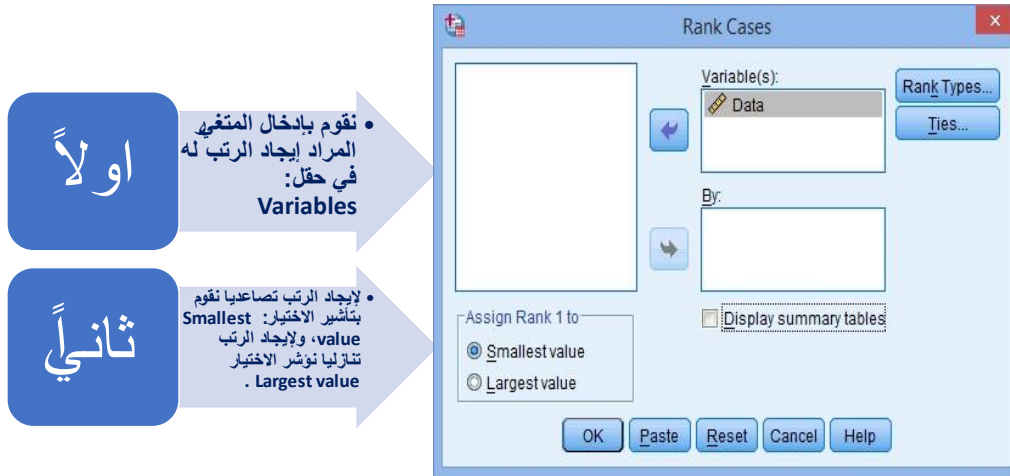 اولاً
• نقوم بإدخال المتغير
المراد إيجاد الرتب له
في حقل:
Variables
ثانياً
• لإيجاد الرتب تصاعديا نقوم
بتأشير الاختيار: Smallest
value، ولإيجاد الرتب
تنازليا نؤشر الاختيار
Largest value .
Rank Cases
x
Variable(s):
Data
Rank Types...
Ties...
By:
Display summary tables
Assign Rank 1 to
Smallest value
Largest value
OK Paste Reset Cancel Help